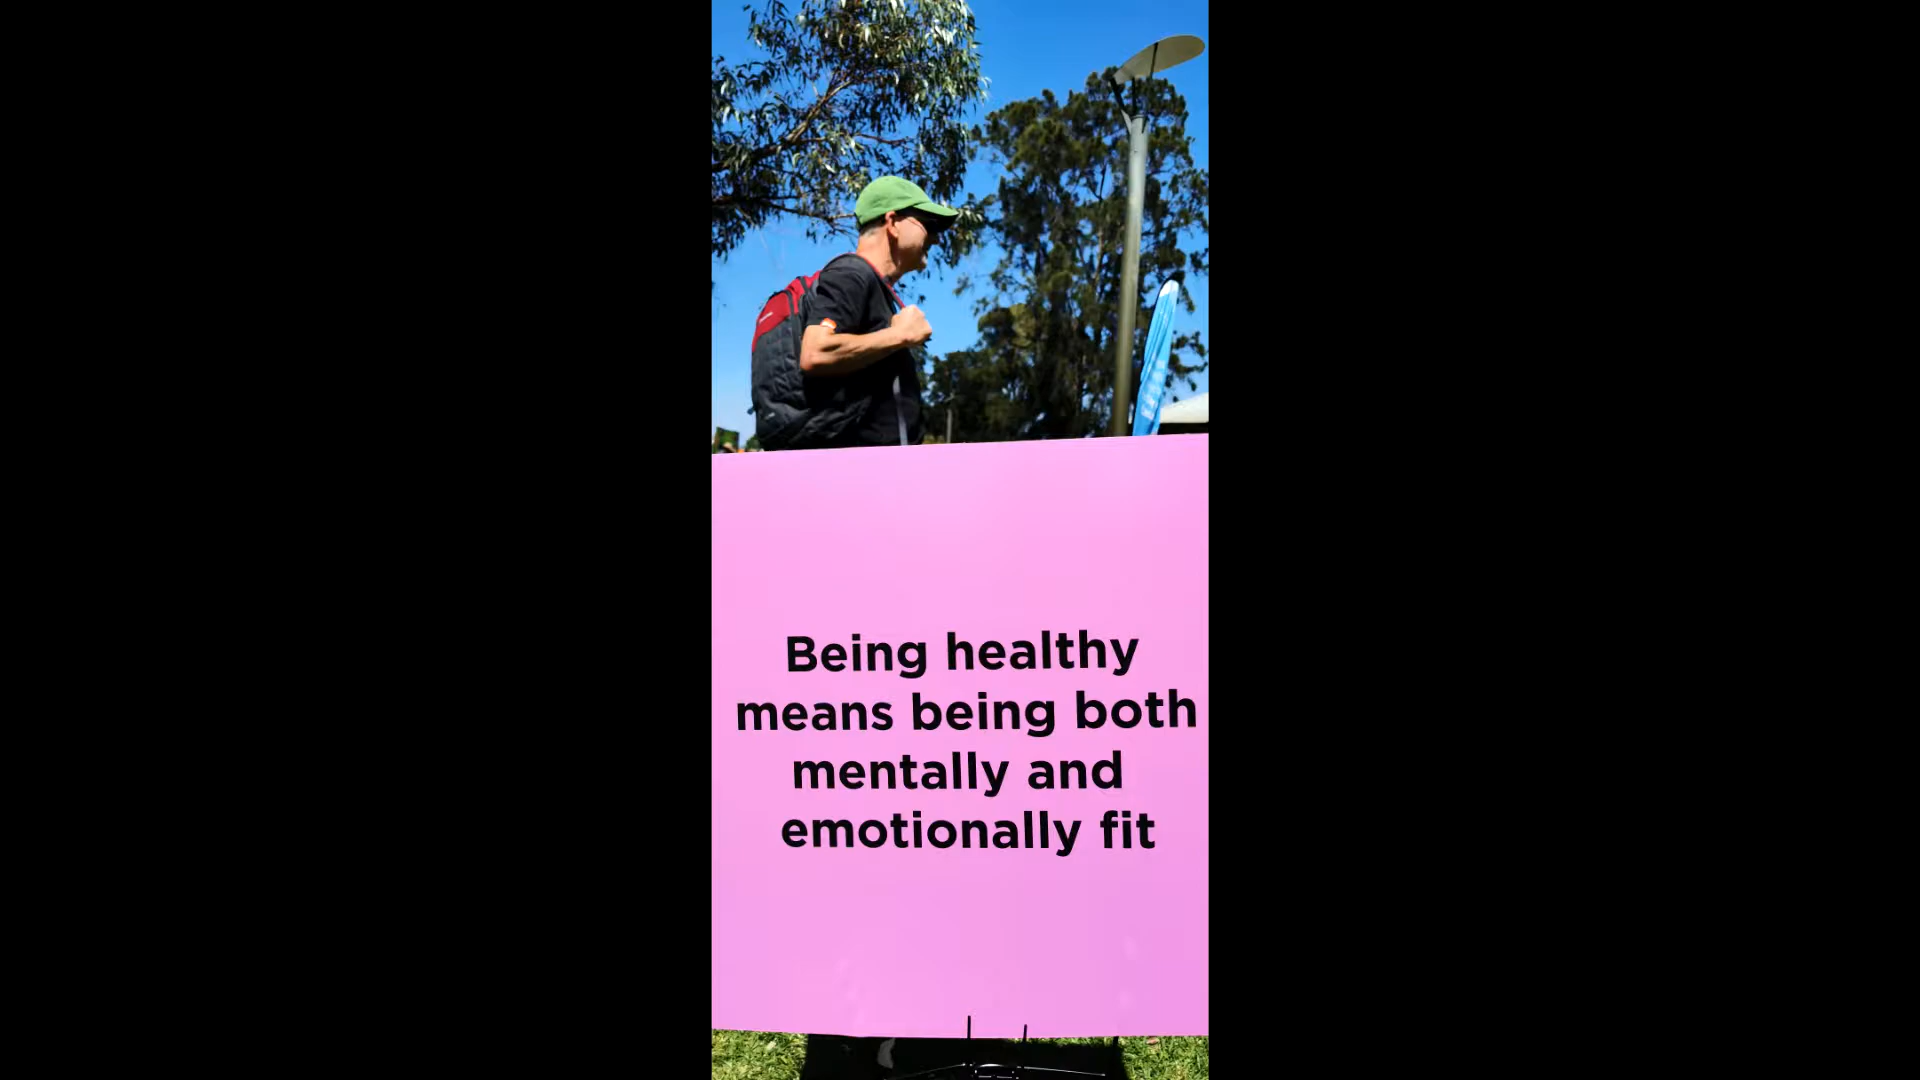 Being healthy
means being both
mentally and
emotionally fit